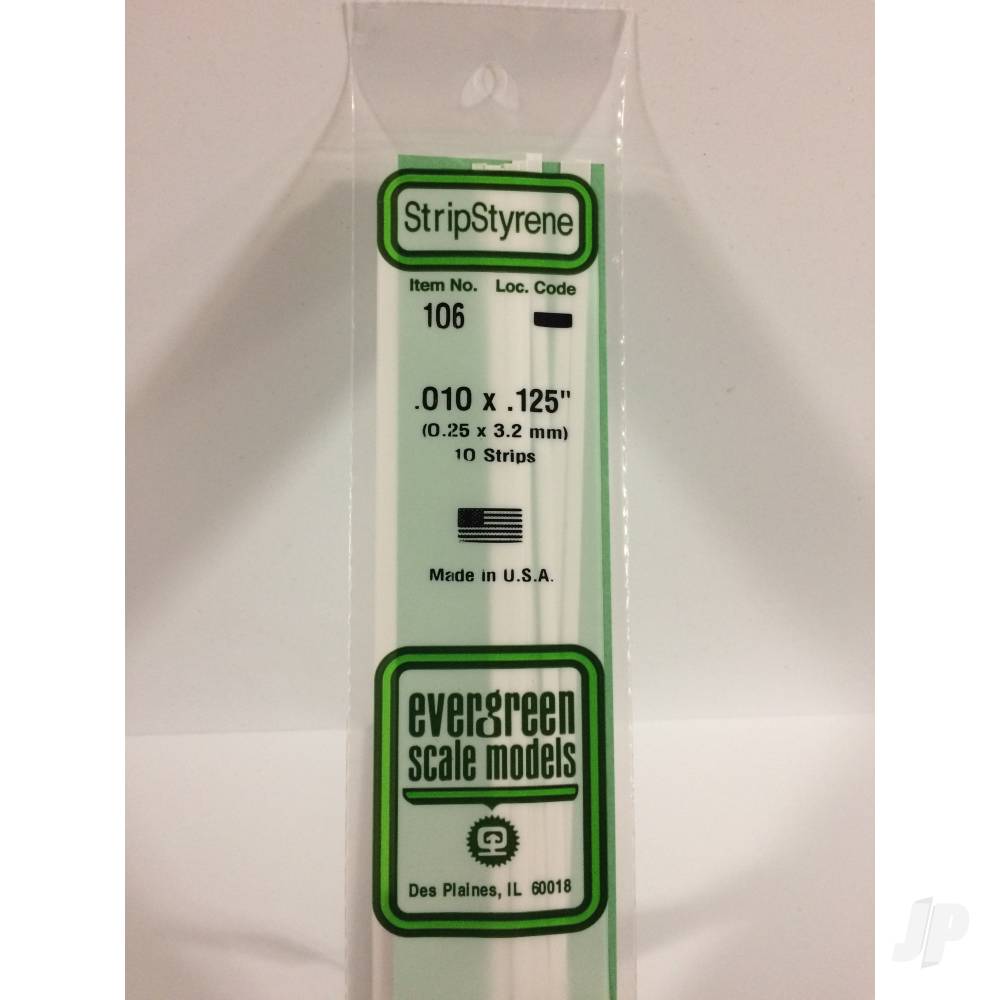 StripStyrene
Item No. Loc. Code
106
.010 x .125"
(0.25 x 3.2 mm)
10 Strips
Made in U.S.A.
evergreen
scale models
Des Plaines, IL 60018
JP